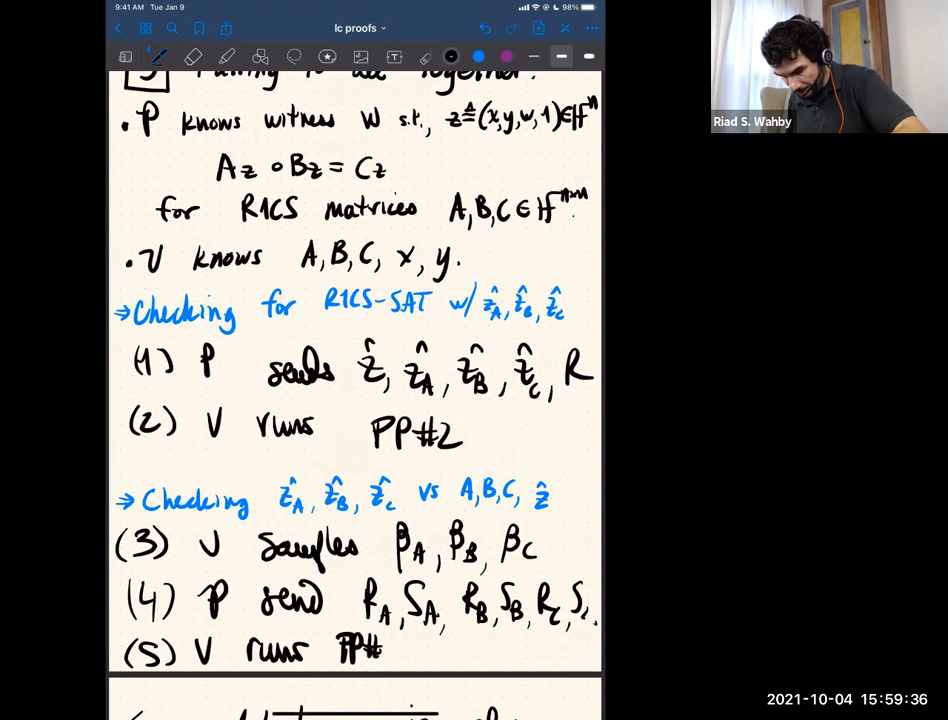 9:41 AM Tue Jan 9
98%
lc proofs
Riad S. Wahby
together.
• P knows witness w s.t., z≜(x,y,w,1)∈𝔽ⁿ
Az ∘ Bz = Cz
for R1CS matrices A,B,C ∈ 𝔽ⁿˣⁿ.
• V knows A, B, C, x, y.
⇒ Checking for R1CS-SAT w/ ẑ_A, ẑ_B, ẑ_C
(1) P sends ẑ, ẑ_A, ẑ_B, ẑ_C, R
(2) V runs PP#2
⇒ Checking ẑ_A, ẑ_B, ẑ_C vs A,B,C, ẑ
(3) V samples β_A, β_B, β_C
(4) P send R_A, S_A, R_B, S_B, R_C, S_C.
(5) V runs PP#
2021-10-04 15:59:36